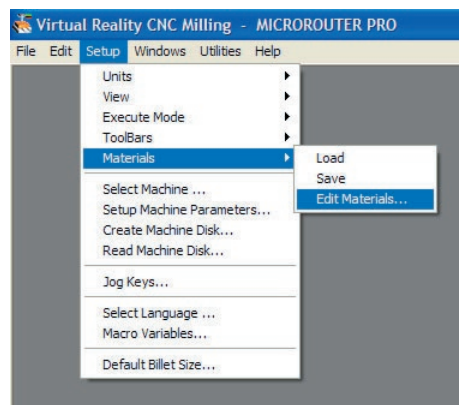 Virtual Reality CNC Milling - MICROROUTER PRO
File Edit Setup Windows Utilities Help
Units
View
Execute Mode
ToolBars
Materials
Load
Save
Edit Materials...
Select Machine ...
Setup Machine Parameters...
Create Machine Disk...
Read Machine Disk...
Jog Keys...
Select Language ...
Macro Variables...
Default Billet Size...